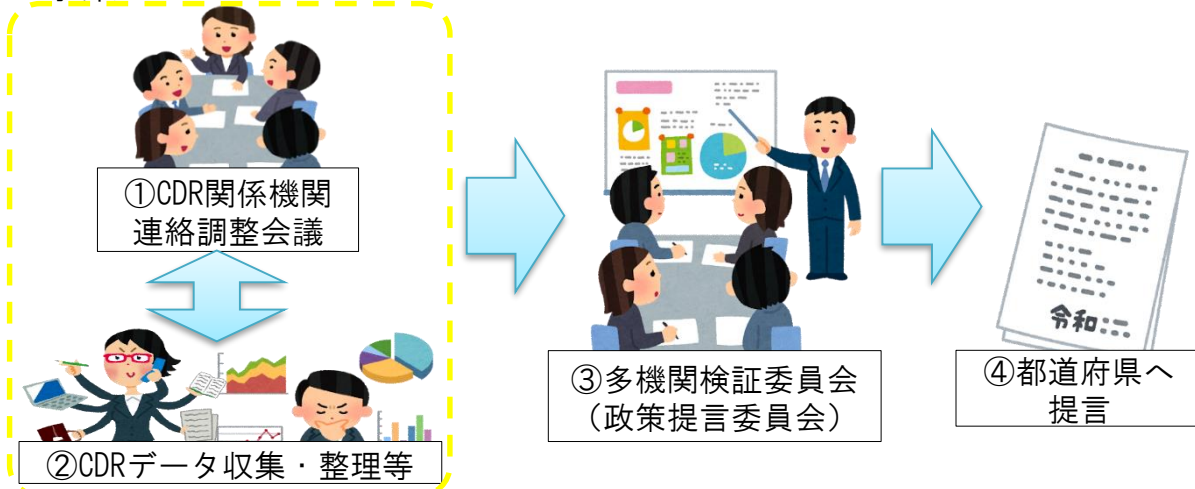 ①CDR関係機関
連絡調整会議
②CDRデータ収集・整理等
③多機関検証委員会
（政策提言委員会）
令和
④都道府県へ
提言